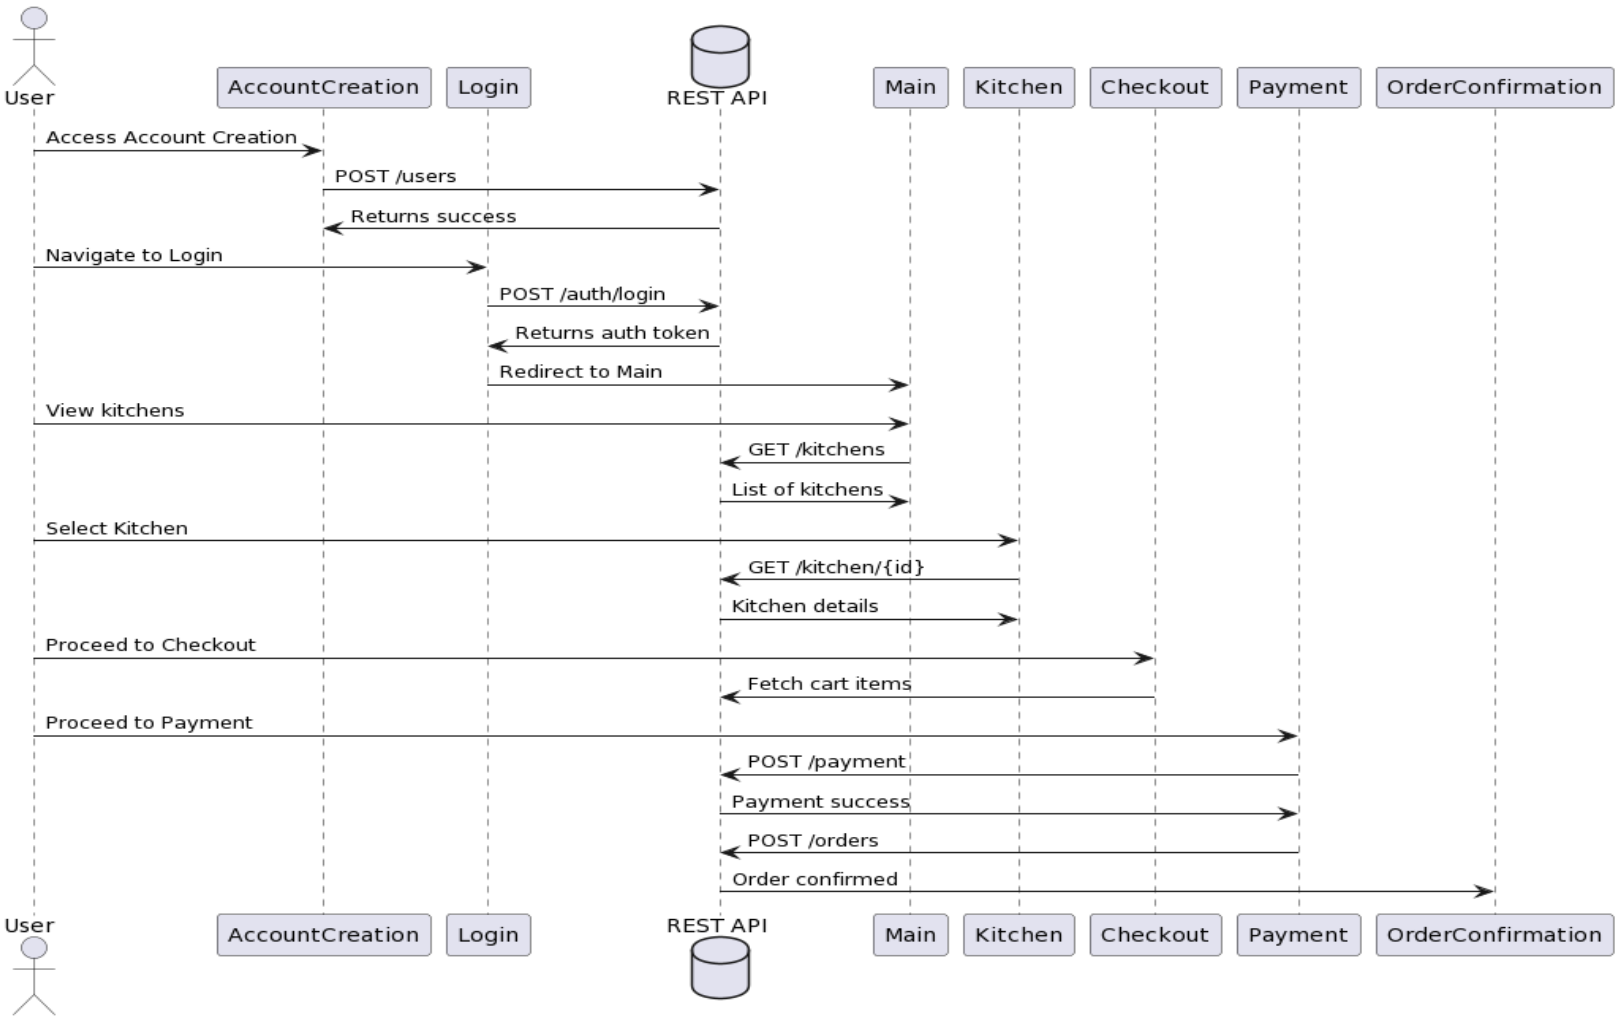 User
AccountCreation
Login
REST API
Main
Kitchen
Checkout
Payment
OrderConfirmation
Access Account Creation
POST /users
Returns success
Navigate to Login
POST /auth/login
Returns auth token
Redirect to Main
View kitchens
GET /kitchens
List of kitchens
Select Kitchen
GET /kitchen/{id}
Kitchen details
Proceed to Checkout
Fetch cart items
Proceed to Payment
POST /payment
Payment success
POST /orders
Order confirmed
User
AccountCreation
Login
REST API
Main
Kitchen
Checkout
Payment
OrderConfirmation